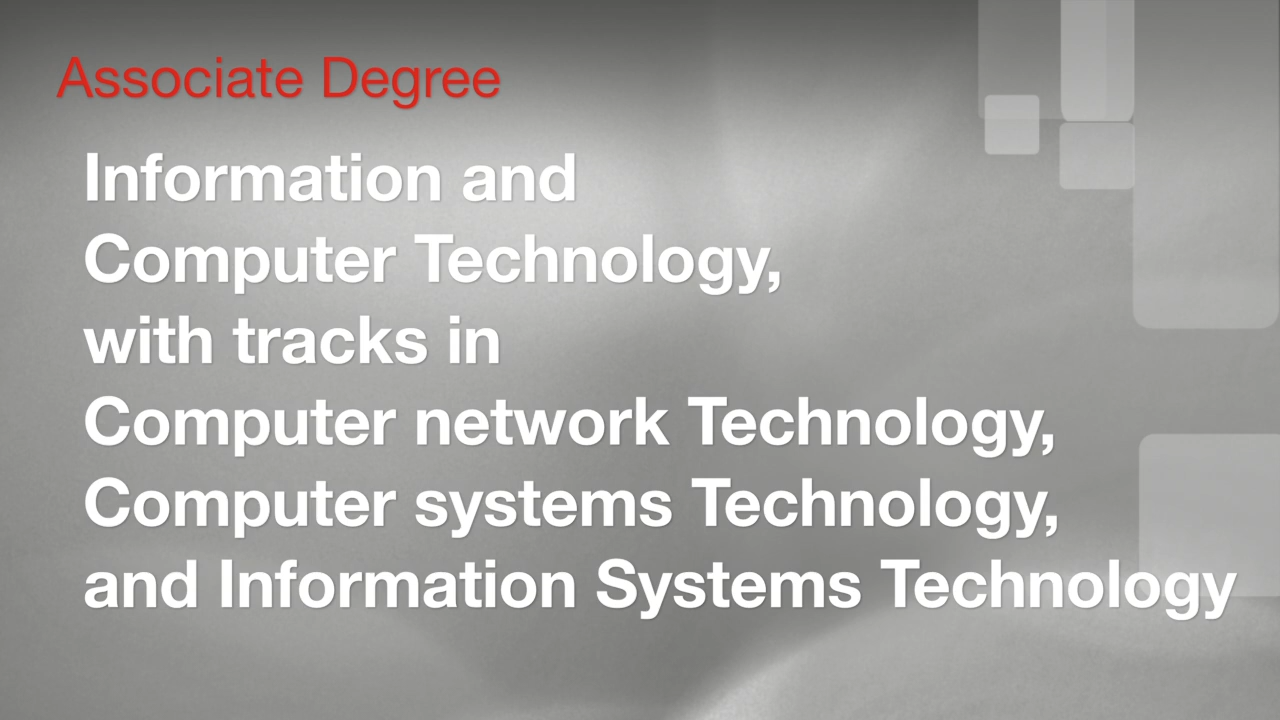 Associate Degree
Information and
Computer Technology,
with tracks in
Computer network Technology,
Computer systems Technology,
and Information Systems Technology